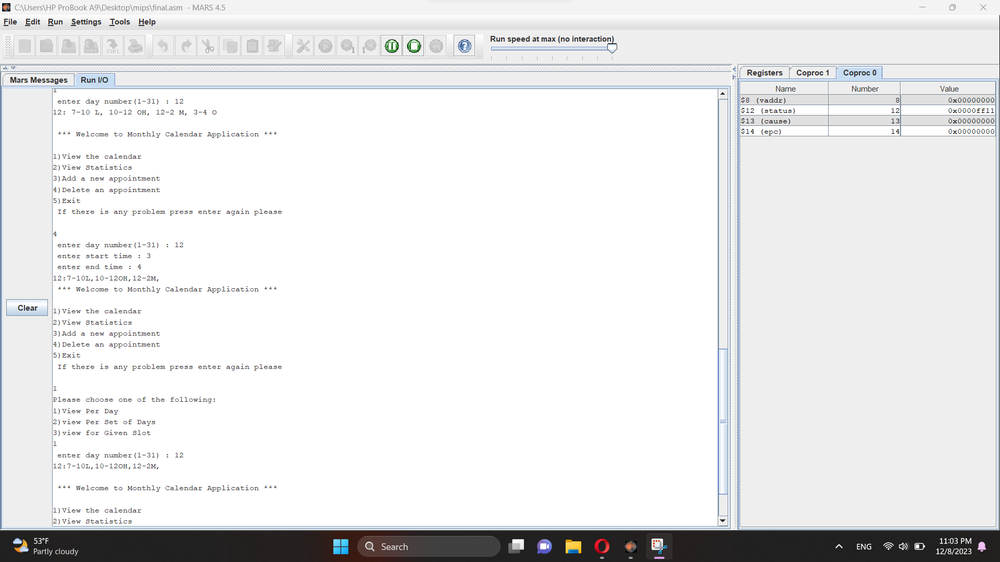 C:\Users\HP ProBook A9\Desktop\mips\final.asm - MARS 4.5
File Edit Run Settings Tools Help
Run speed at max (no interaction)
Mars Messages Run I/O
1
enter day number(1-31) : 12
12: 7-10 L, 10-12 OH, 12-2 M, 3-4 O
*** Welcome to Monthly Calendar Application ***
1)View the calendar
2)View Statistics
3)Add a new appointment
4)Delete an appointment
5)Exit
If there is any problem press enter again please
4
enter day number(1-31) : 12
enter start time : 3
enter end time : 4
12:7-10L,10-12OH,12-2M,
*** Welcome to Monthly Calendar Application ***
1)View the calendar
2)View Statistics
3)Add a new appointment
4)Delete an appointment
5)Exit
If there is any problem press enter again please
1
Please choose one of the following:
1)View Per Day
2)view Per Set of Days
3)view for Given Slot
1
enter day number(1-31) : 12
12:7-10L,10-12OH,12-2M,
*** Welcome to Monthly Calendar Application ***
1)View the calendar
2)View Statistics
Clear
Registers Coproc 1 Coproc 0
Name Number Value
$8 (vaddr) 8 0x00000000
$12 (status) 12 0x0000ff11
$13 (cause) 13 0x00000000
$14 (epc) 14 0x00000000
53°F
Partly cloudy
Search
ENG
11:03 PM
12/8/2023